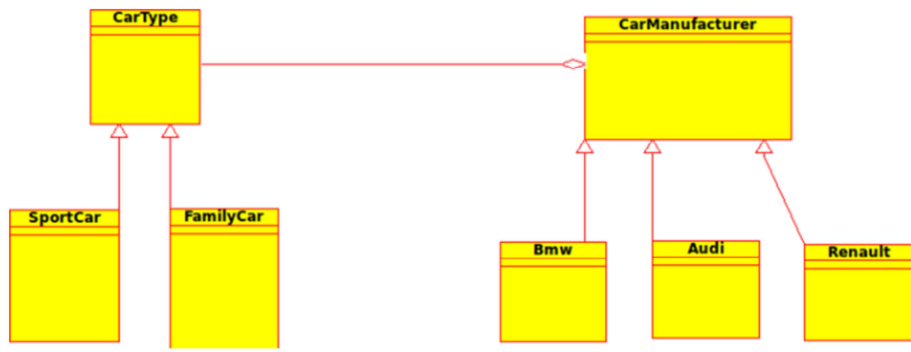 CarType
CarManufacturer
SportCar
FamilyCar
Bmw
Audi
Renault